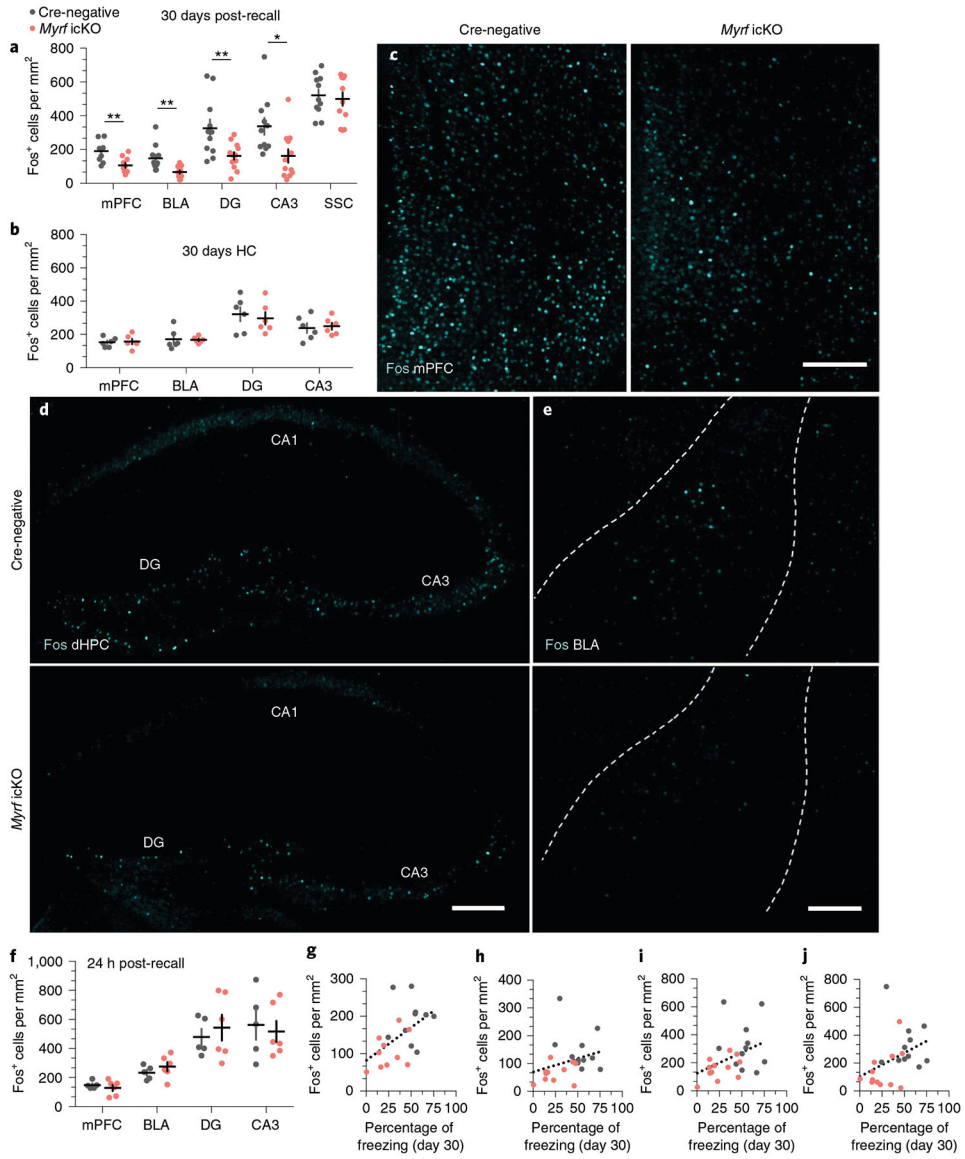 Cre-negative
Myrf icKO
30 days post-recall
a
Fos+ cells per mm2
800
600
400
200
0
**
**
**
*
mPFC BLA DG CA3 SSC
b
30 days HC
Fos+ cells per mm2
800
600
400
200
0
mPFC BLA DG CA3
Cre-negative Myrf icKO
c
Fos mPFC
d
Cre-negative
CA1
DG
CA3
Fos dHPC
e
Fos BLA
Myrf icKO
CA1
DG
CA3
f
24 h post-recall
Fos+ cells per mm2
1,000
800
600
400
200
0
mPFC BLA DG CA3
g
Fos+ cells per mm2
300
200
100
0
0 25 50 75 100
Percentage of
freezing (day 30)
h
Fos+ cells per mm2
400
300
200
100
0
0 25 50 75 100
Percentage of
freezing (day 30)
i
Fos+ cells per mm2
800
600
400
200
0
0 25 50 75 100
Percentage of
freezing (day 30)
j
Fos+ cells per mm2
800
600
400
200
0
0 25 50 75 100
Percentage of
freezing (day 30)